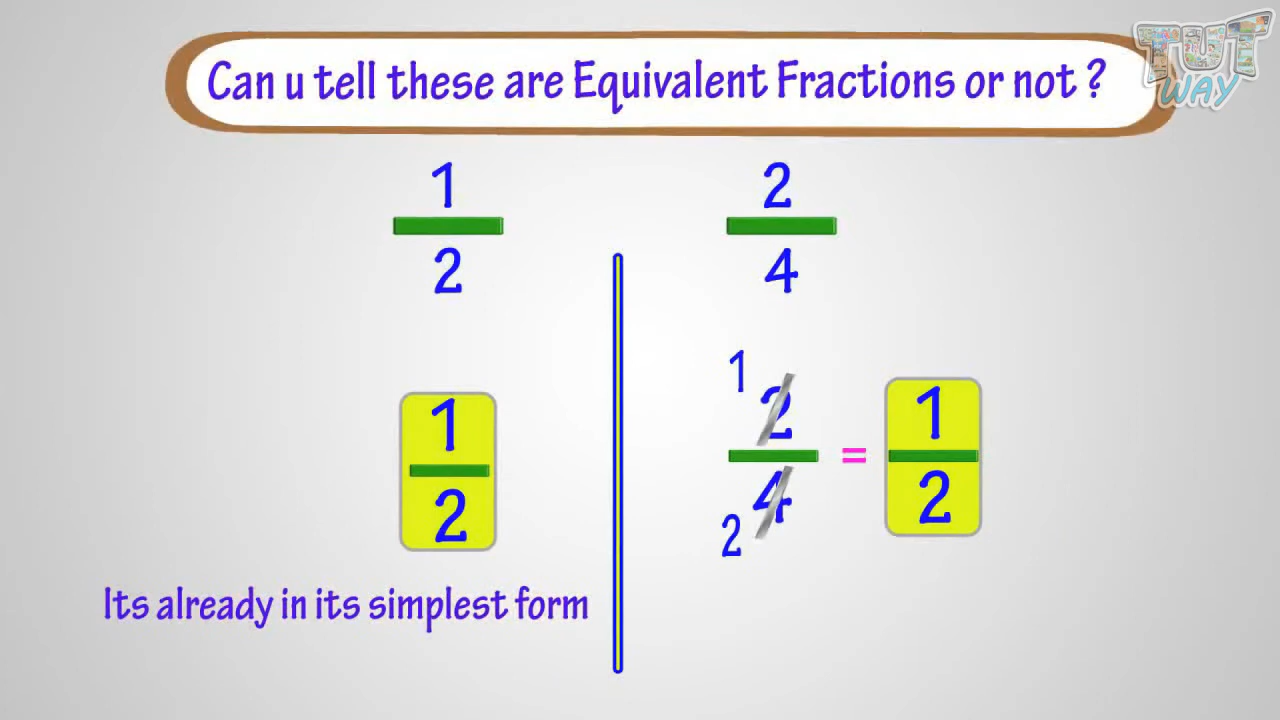 TUT
WAY
Can u tell these are Equivalent Fractions or not ?
1 2
2 4
1 1 2 1
2 2 4 = 2
Its already in its simplest form